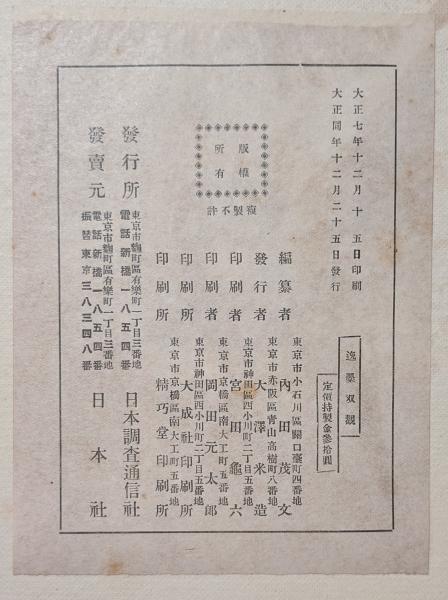 逸墨双観
定價特製金參拾圓
大正七年十二月十五日印刷
大正同年十二月二十五日發行
版權
所有
複製不許
東京市小石川區關口臺町四番地
編纂者 内田茂文
東京市赤阪區青山高樹町八番地
發行者 大澤米造
東京市神田區四小川町二丁目五番地
印刷者 宮田龜六
東京市京橋區南大工町五番地
印刷者 岡田元太郎
東京市神田區四小川町二丁目五番地
印刷所 大成社印刷所
東京市京橋區南大工町五番地
印刷所 精巧堂印刷所
東京市麴町區有樂町一丁目三番地
發行所 日本調査通信社
電話新橋一八五四番
東京市麴町區有樂町一丁目三番地
發賣元 日本社
電話新橋一八五四番
振替東京三八三四八番